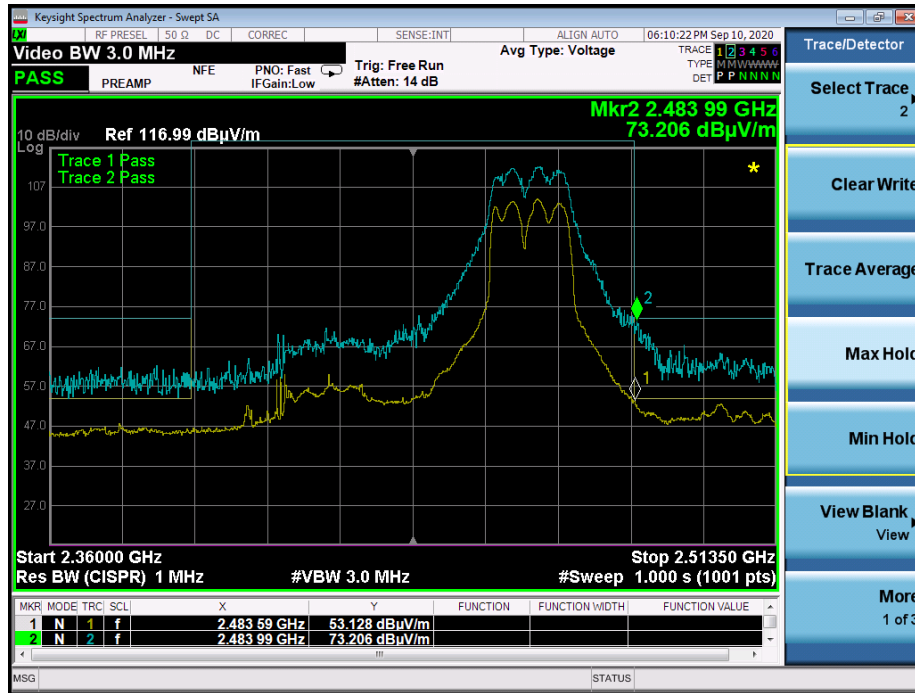 Keysight Spectrum Analyzer - Swept SA
LXI RF PRESEL 50 Ω DC CORREC SENSE:INT ALIGN AUTO 06:10:22 PM Sep 10, 2020
Video BW 3.0 MHz Avg Type: Voltage TRACE 1 2 3 4 5 6
PASS PREAMP NFE PNO: Fast IFGain:Low Trig: Free Run #Atten: 14 dB TYPE M M W W W W
DET P P N N N N
Mkr2 2.483 99 GHz
10 dB/div Ref 116.99 dBµV/m 73.206 dBµV/m
Log
Trace 1 Pass
Trace 2 Pass
107
97.0
87.0
77.0
67.0
57.0
47.0
37.0
27.0
2
1
Start 2.36000 GHz Stop 2.51350 GHz
Res BW (CISPR) 1 MHz #VBW 3.0 MHz #Sweep 1.000 s (1001 pts)
MKR MODE TRC SCL X Y FUNCTION FUNCTION WIDTH FUNCTION VALUE
1 N 1 f 2.483 59 GHz 53.128 dBµV/m
2 N 2 f 2.483 99 GHz 73.206 dBµV/m
MSG STATUS
Trace/Detector
Select Trace
2
Clear Write
Trace Average
Max Hold
Min Hold
View Blank
View
More
1 of 3